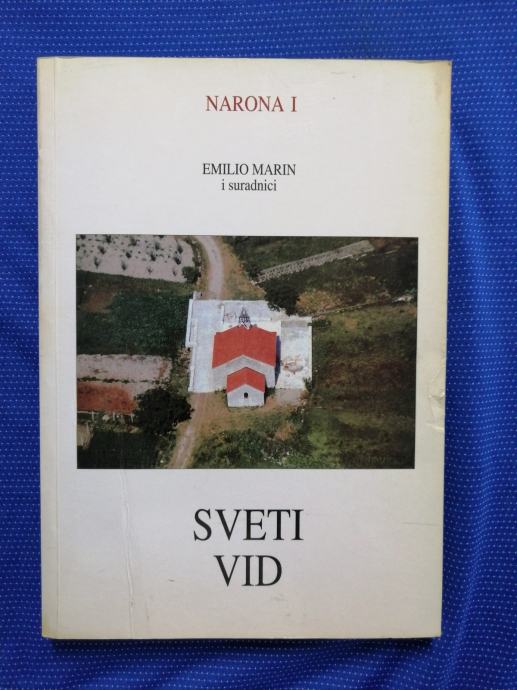 NARONA I
EMILIO MARIN
i suradnici
SVETI
VID